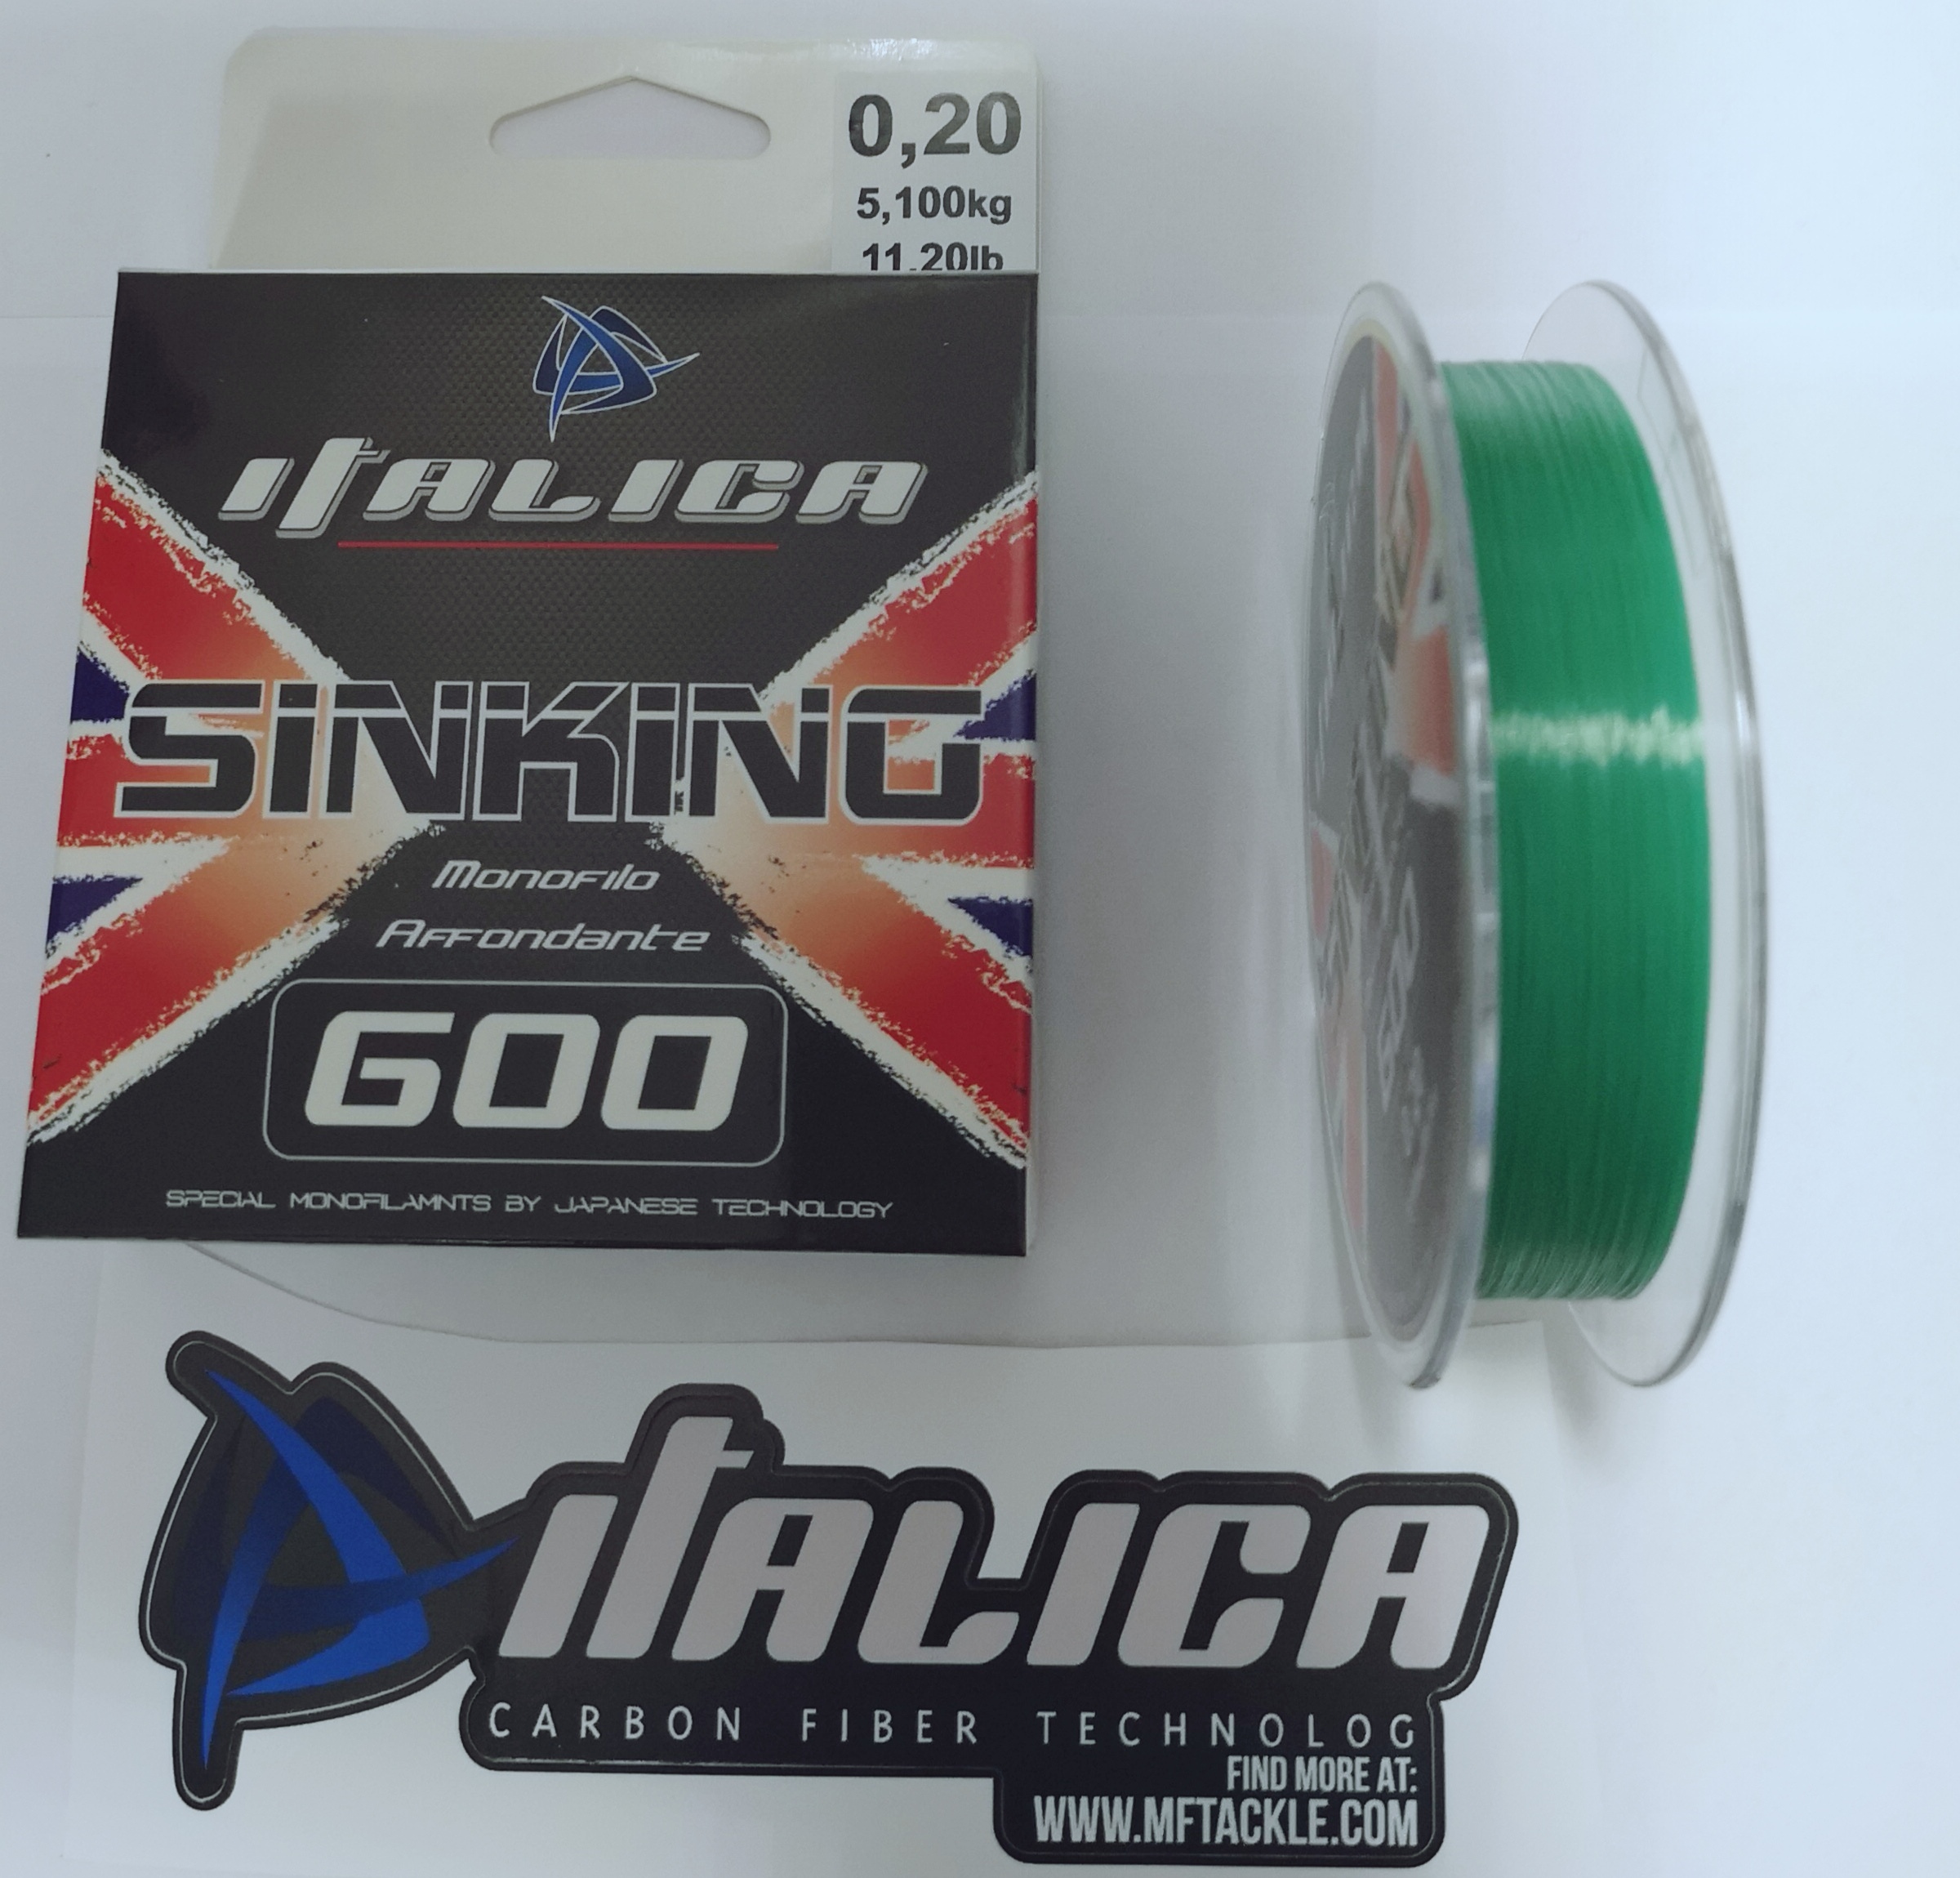 0,20
5,100kg
11.20lb
ITALICA
SINKING
Monofilo
Affondante
600
SPECIAL MONOFILAMNTS BY JAPANESE TECHNOLOGY
ITALICA
CARBON FIBER TECHNOLOG
FIND MORE AT:
WWW.MFTACKLE.COM